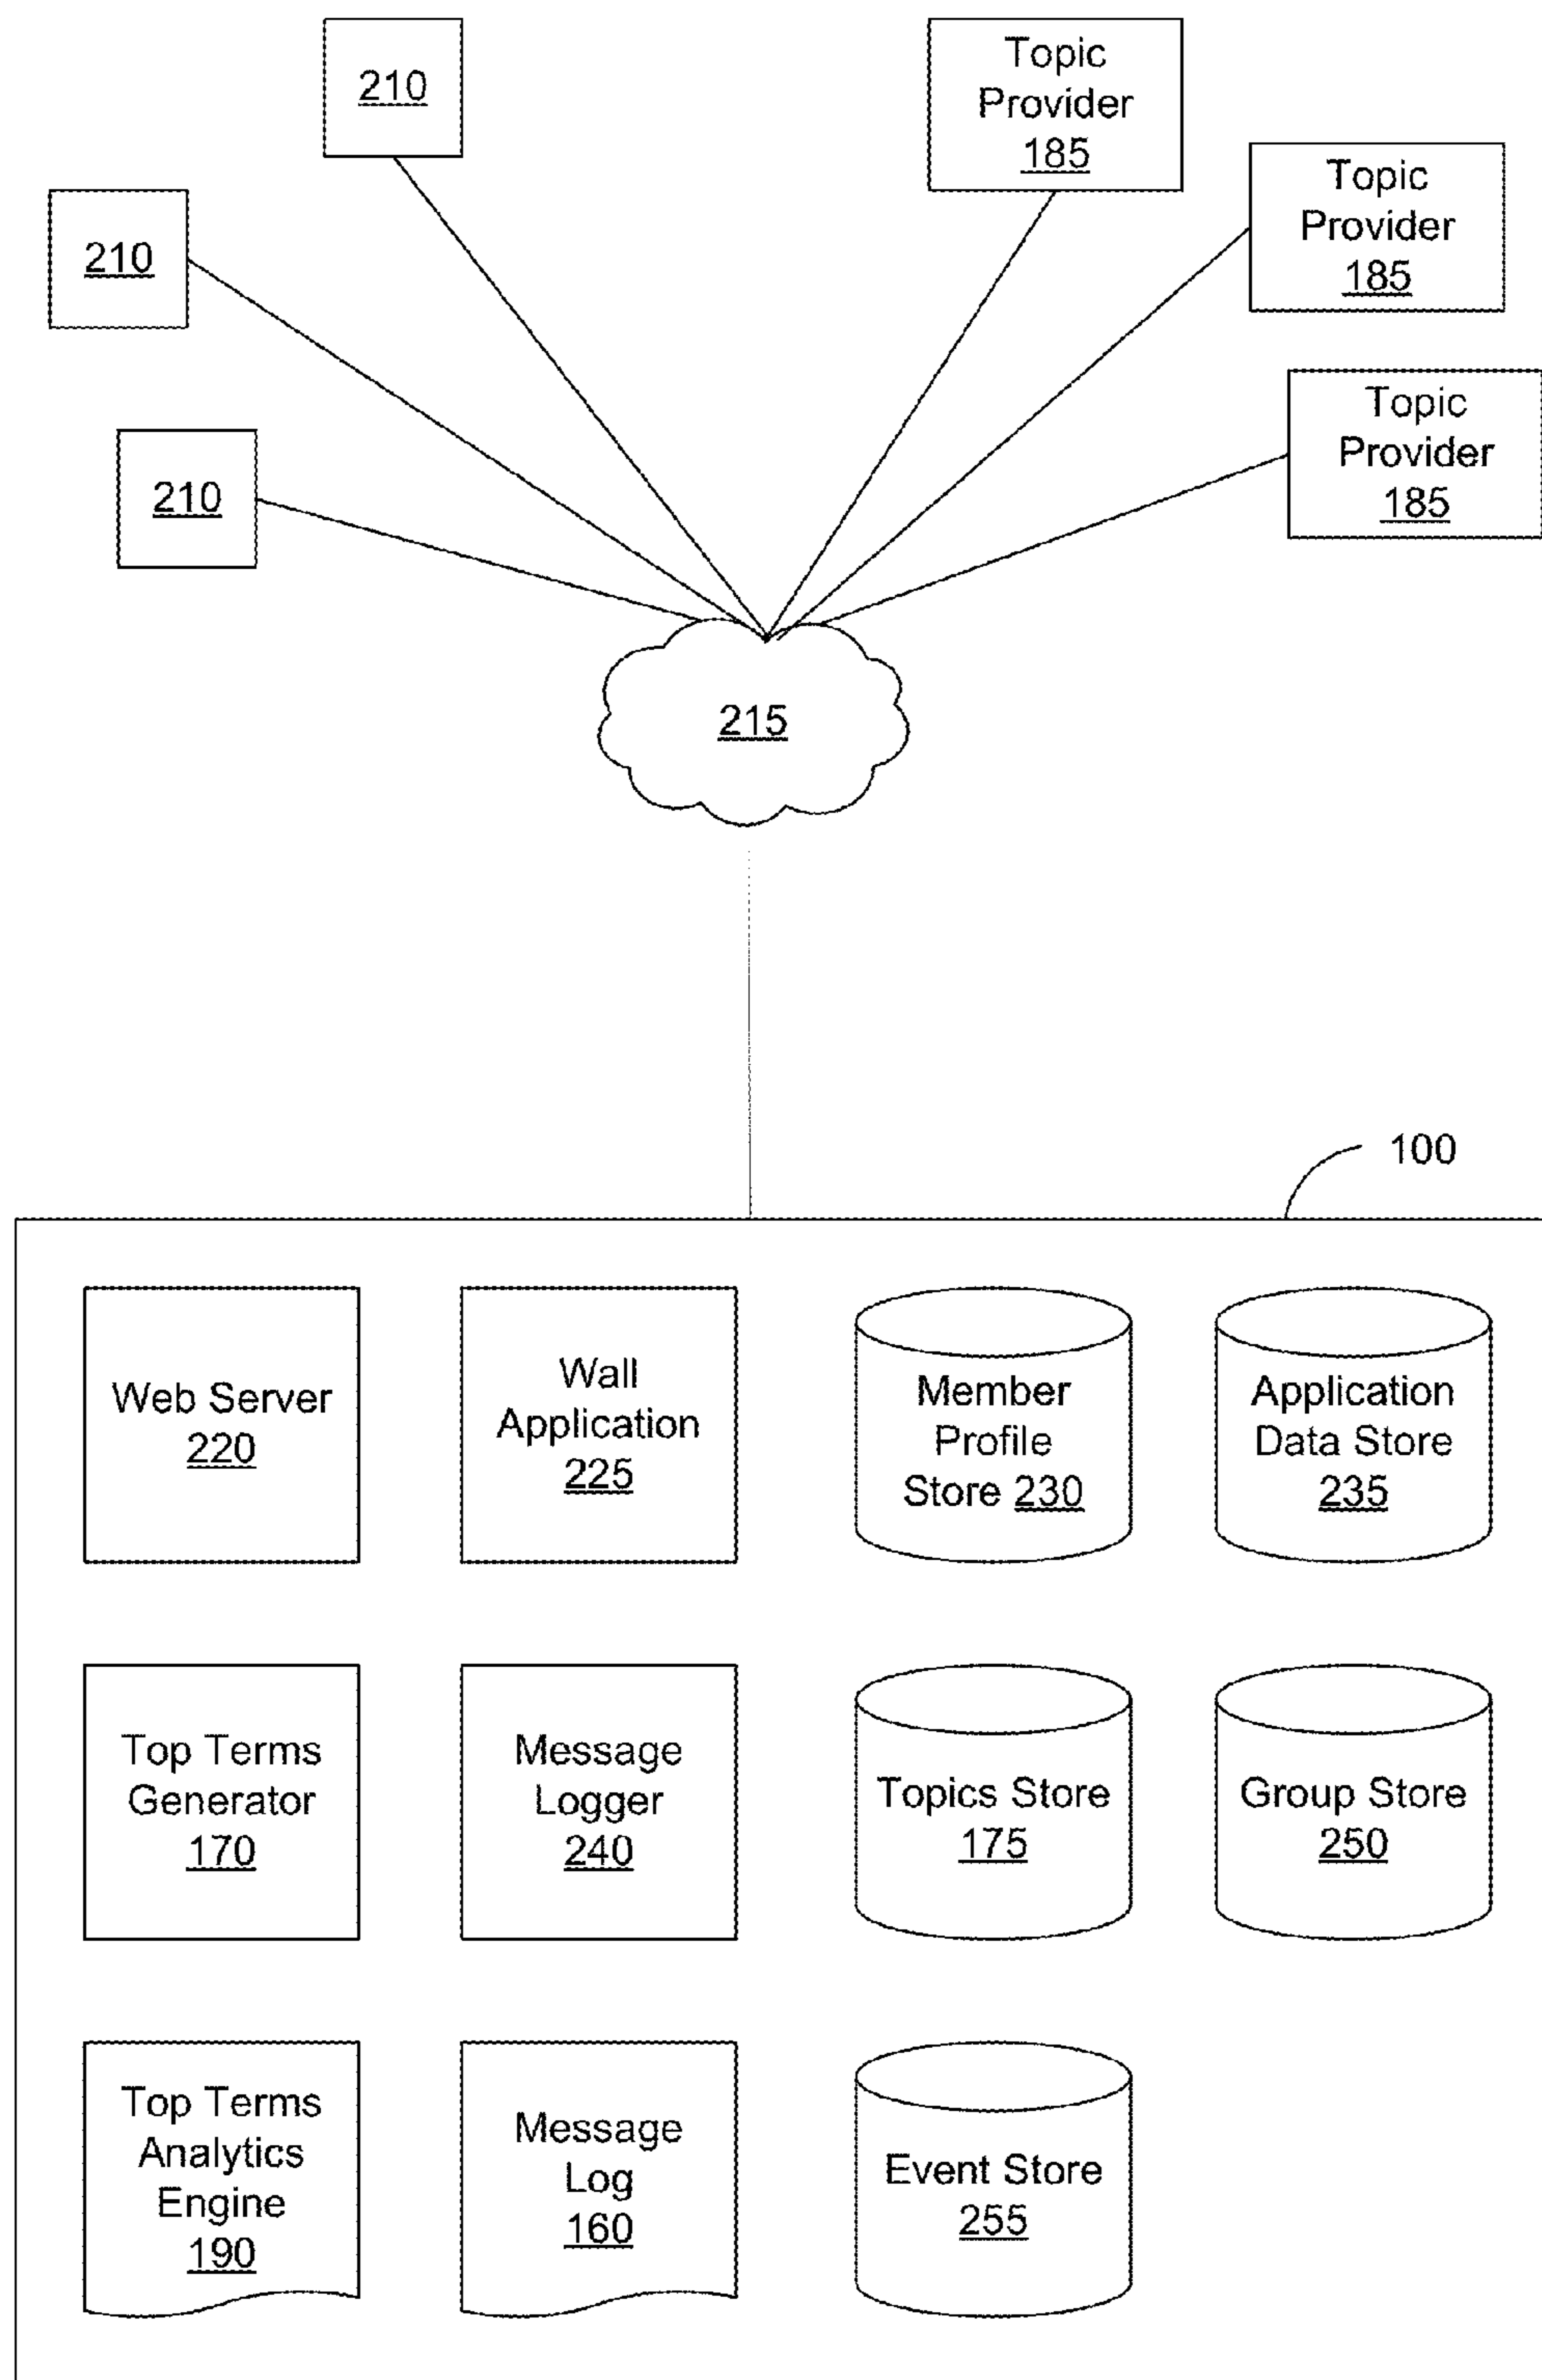 210
Topic
Provider
185
Topic
Provider
185
210
Topic
Provider
185
210
215
100
Web Server
220
Wall
Application
225
Member
Profile
Store 230
Application
Data Store
235
Top Terms
Generator
170
Message
Logger
240
Topics Store
175
Group Store
250
Top Terms
Analytics
Engine
190
Message
Log
160
Event Store
255